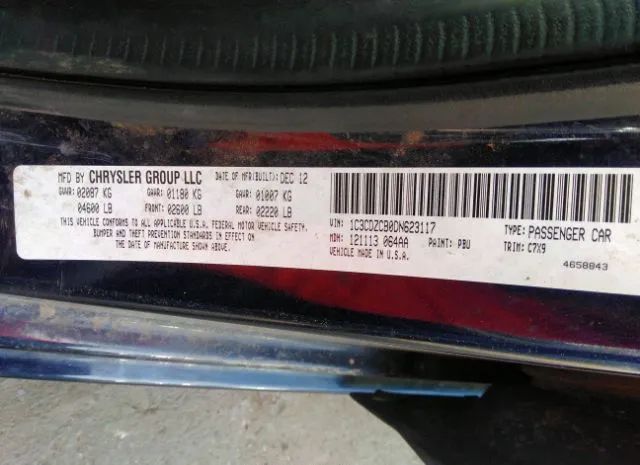 MFD BY CHRYSLER GROUP LLC DATE OF MFR(BUILT): DEC 12
GVWR: 02087 KG GAWR: 01180 KG GAWR: 01007 KG
04600 LB FRONT: 02600 LB REAR: 02220 LB
THIS VEHICLE CONFORMS TO ALL APPLICABLE U.S.A. FEDERAL MOTOR VEHICLE SAFETY,
BUMPER AND THEFT PREVENTION STANDARDS IN EFFECT ON
THE DATE OF MANUFACTURE SHOWN ABOVE.
VIN: 1C3CDZCB0DN623117 TYPE: PASSENGER CAR
MDH: 121113 064AA PAINT: PBU TRIM: C7X9
VEHICLE MADE IN U.S.A. 4658843